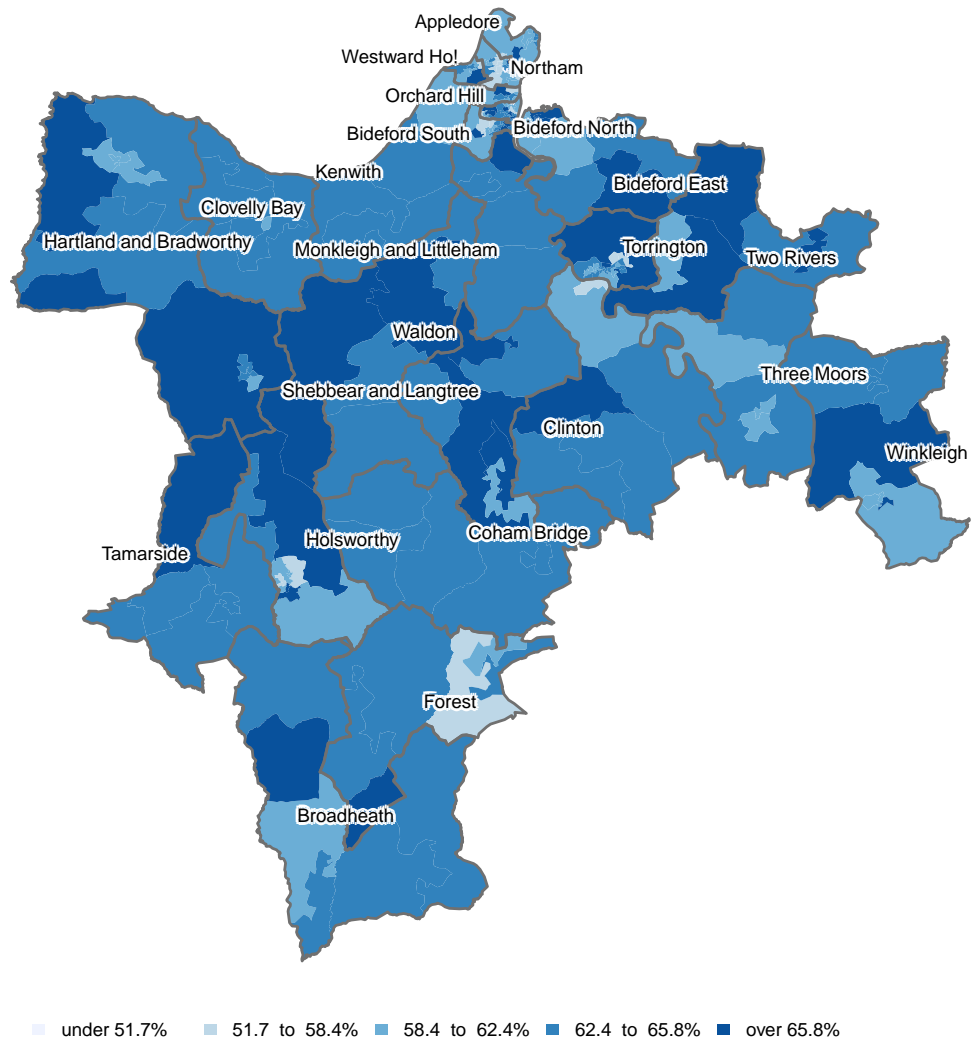 Appledore
Westward Ho!
Northam
Orchard Hill
Bideford South
Bideford North
Kenwith
Bideford East
Clovelly Bay
Hartland and Bradworthy
Monkleigh and Littleham
Torrington
Two Rivers
Waldon
Three Moors
Shebbear and Langtree
Clinton
Winkleigh
Coham Bridge
Holsworthy
Tamarside
Forest
Broadheath
under 51.7% 51.7 to 58.4% 58.4 to 62.4% 62.4 to 65.8% over 65.8%